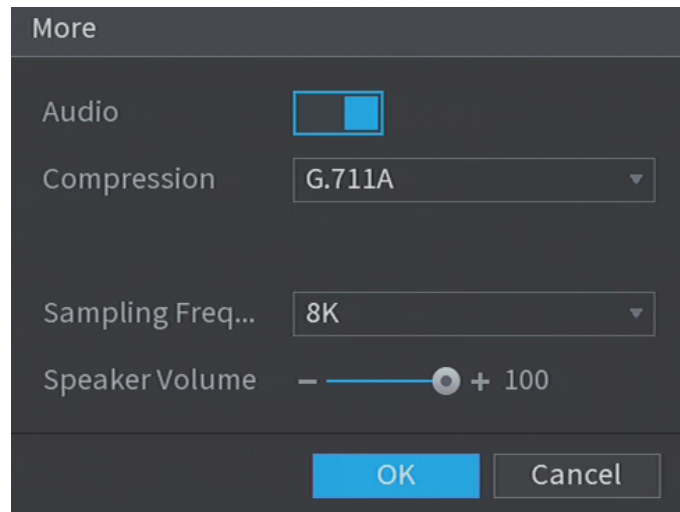 More
Audio
Compression G.711A
Sampling Freq... 8K
Speaker Volume − + 100
OK Cancel